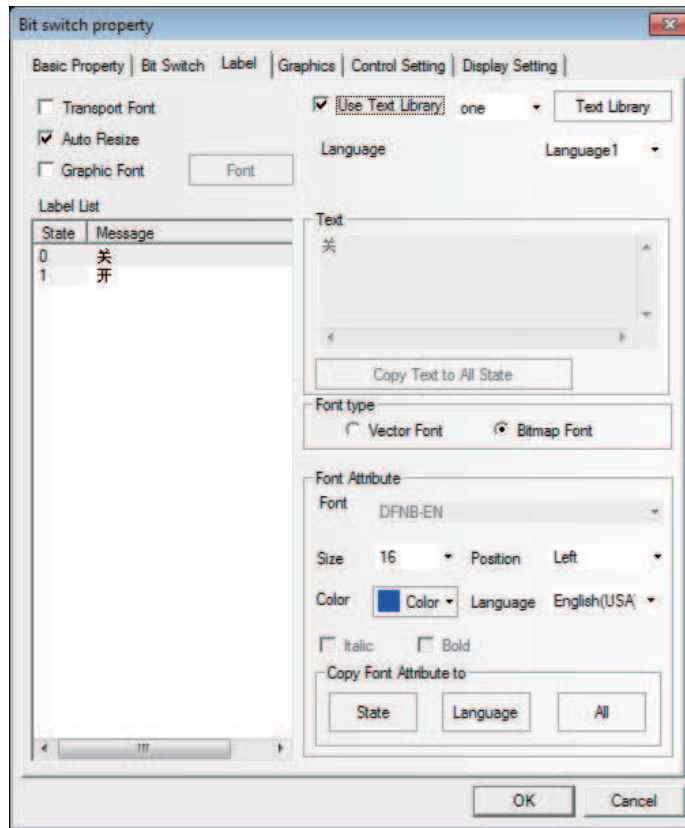 Bit switch property
Basic Property Bit Switch Label Graphics Control Setting Display Setting
Transport Font
Auto Resize
Graphic Font Font
Use Text Library one Text Library
Language Language1
Label List
State Message
0 关
1 开
Text
关
Copy Text to All State
Font type
Vector Font Bitmap Font
Font Attribute
Font DFNB-EN
Size 16 Position Left
Color Color Language English(USA)
Italic Bold
Copy Font Attribute to
State Language All
OK Cancel